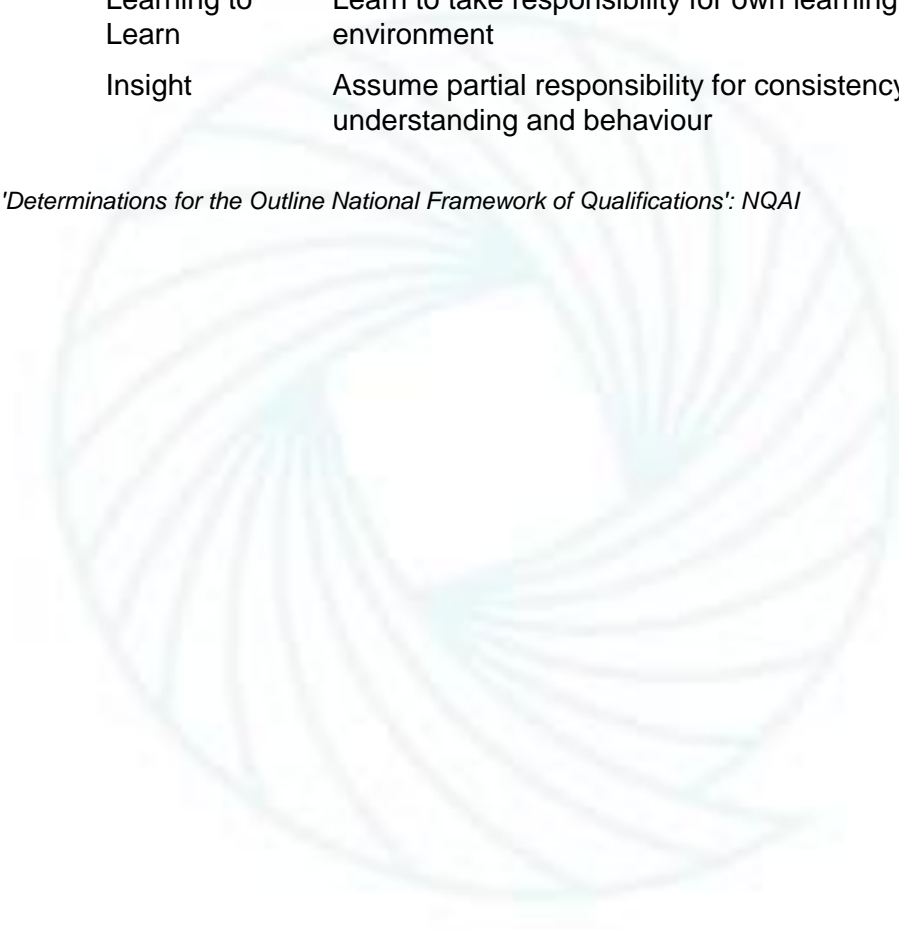 Learning to Learn to take responsibility for own learning
Learn environment
Insight Assume partial responsibility for consistency
understanding and behaviour
'Determinations for the Outline National Framework of Qualifications': NQAI